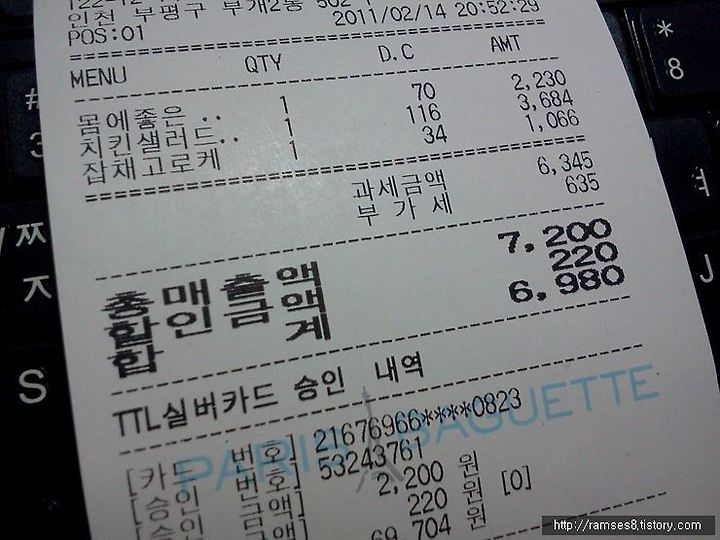 인천 부평구 부개2동 502
2011/02/14 20:52:29
POS:01
MENU QTY D.C AMT
몸에좋은 .. 1 70 2,230
치킨샐러드.. 1 116 3,684
잡채고로케 1 34 1,066
과세금액 6,345
부 가 세 635
총 매 출 액 7,200
할 인 금 액 220
합 계 6,980
TTL실버카드 승인 내역
PARIS BAGUETTE
[카드 번호] 21676966****0823
[승인 번호] 53243761
[승인금액] 2,200 원
220 원 [0]
69,704 원
http://ramses8.tistory.com
# 3
* 8
ㅉ
ㅈ
S
J